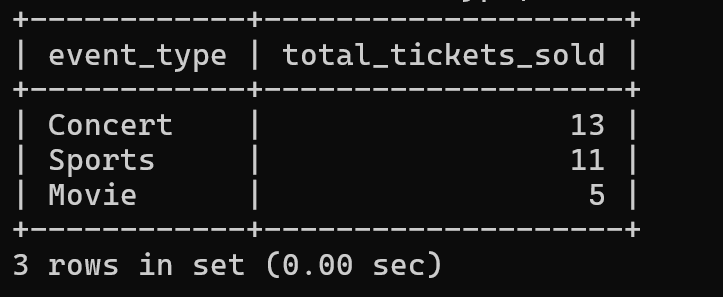 +------------+--------------------+
| event_type | total_tickets_sold |
+------------+--------------------+
| Concert    |                 13 |
| Sports     |                 11 |
| Movie      |                  5 |
+------------+--------------------+
3 rows in set (0.00 sec)